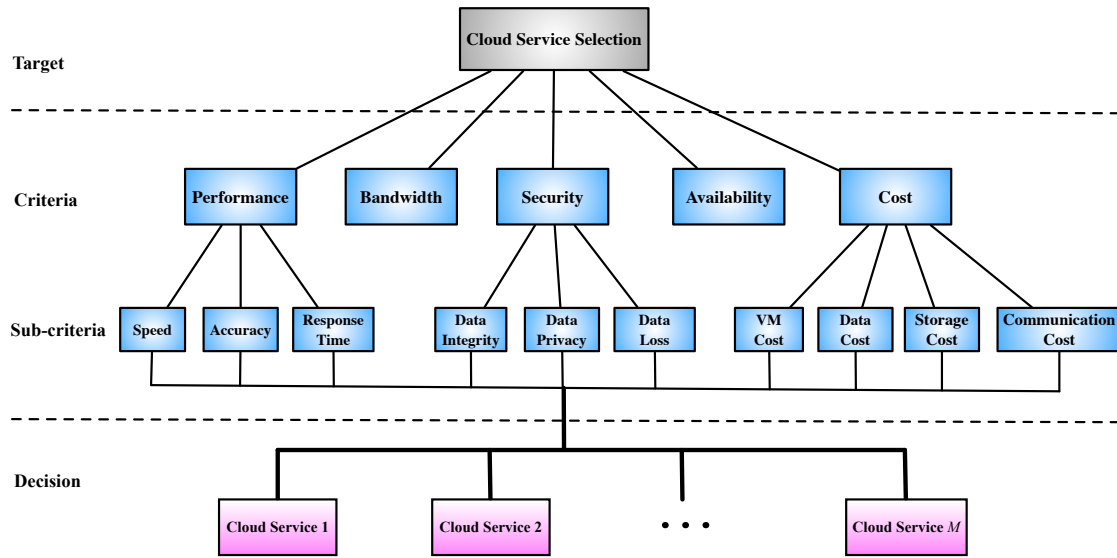 Cloud Service Selection
Target
Criteria
Performance
Bandwidth
Security
Availability
Cost
Sub-criteria
Speed
Accuracy
Response
Time
Data
Integrity
Data
Privacy
Data
Loss
VM
Cost
Data
Cost
Storage
Cost
Communication
Cost
Decision
Cloud Service 1
Cloud Service 2
• • •
Cloud Service M